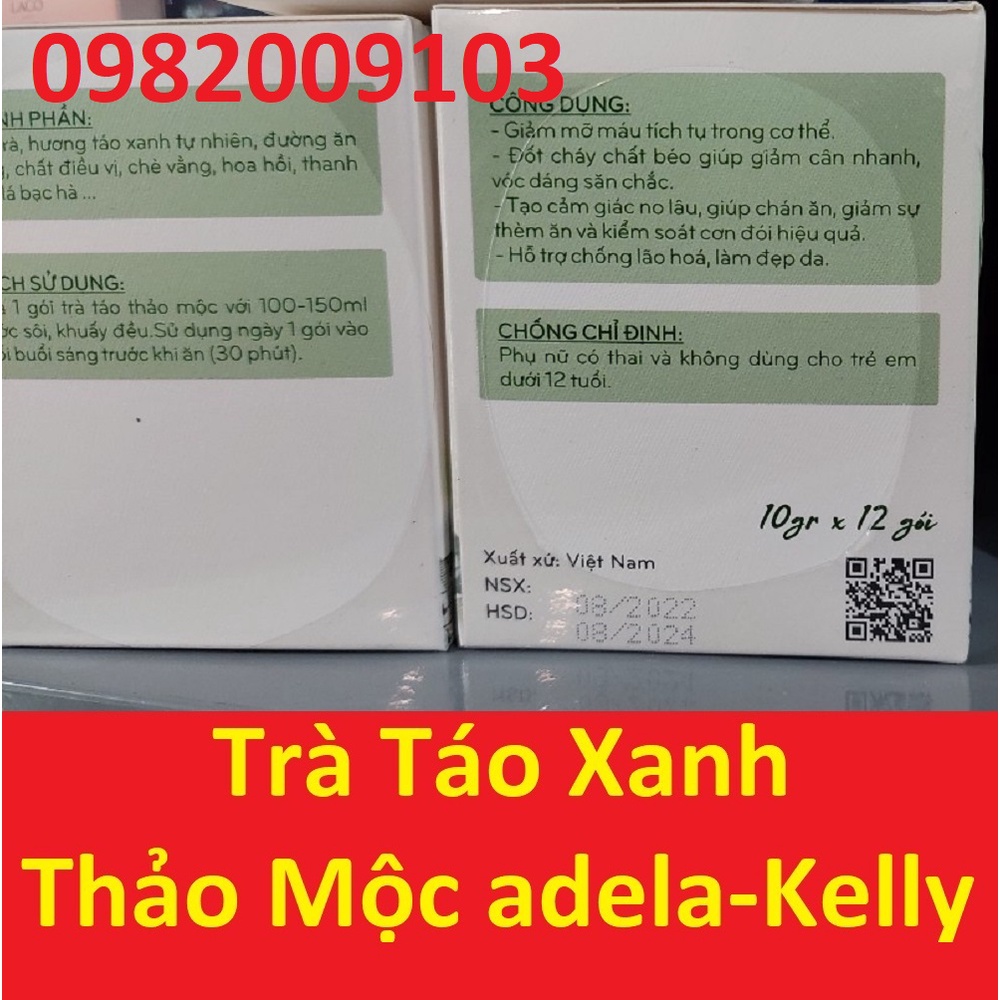 LACO
0982009103
NH PHẦN:
rà, hương táo xanh tự nhiên, đường ăn
, chất điều vị, chè vằng, hoa hồi, thanh
lá bạc hà ...
CH SỬ DỤNG:
1 gói trà táo thảo mộc với 100-150ml
ớc sôi, khuấy đều.Sử dụng ngày 1 gói vào
i buổi sáng trước khi ăn (30 phút).
CÔNG DỤNG:
- Giảm mỡ máu tích tụ trong cơ thể.
- Đốt cháy chất béo giúp giảm cân nhanh,
vóc dáng săn chắc.
- Tạo cảm giác no lâu, giúp chán ăn, giảm sự
thèm ăn và kiểm soát cơn đói hiệu quả.
- Hỗ trợ chống lão hoá, làm đẹp da.
CHỐNG CHỈ ĐỊNH:
Phụ nữ có thai và không dùng cho trẻ em
dưới 12 tuổi.
10gr x 12 gói
Xuất xứ: Việt Nam
NSX: 08/2022
HSD: 08/2024
Trà Táo Xanh
Thảo Mộc adela-Kelly